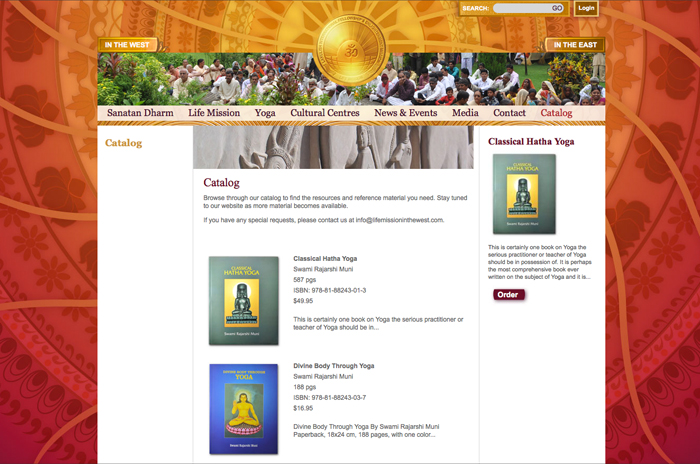 SEARCH: GO Login
IN THE WEST
IN THE EAST
Sanatan Dharm Life Mission Yoga Cultural Centres News & Events Media Contact Catalog
Catalog
Catalog
Browse through our catalog to find the resources and reference material you need. Stay tuned
to our website as more material becomes available.
If you have any special requests, please contact us at info@lifemissioninthewest.com.
CLASSICAL
HATHA YOGA
Swami Rajarshi Muni
Classical Hatha Yoga
Swami Rajarshi Muni
587 pgs
ISBN: 978-81-88243-01-3
$49.95
This is certainly one book on Yoga the serious practitioner or
teacher of Yoga should be in...
DIVINE BODY THROUGH
YOGA
Swami Rajarshi Muni
Divine Body Through Yoga
Swami Rajarshi Muni
188 pgs
ISBN: 978-81-88243-03-7
$16.95
Divine Body Through Yoga By Swami Rajarshi Muni
Paperback, 18x24 cm, 188 pages, with one color...
Classical Hatha Yoga
CLASSICAL
HATHA YOGA
Swami Rajarshi Muni
This is certainly one book on Yoga the
serious practitioner or teacher of Yoga
should be in possession of. It is perhaps
the most comprehensive book ever
written on the subject of Yoga and it is...
Order